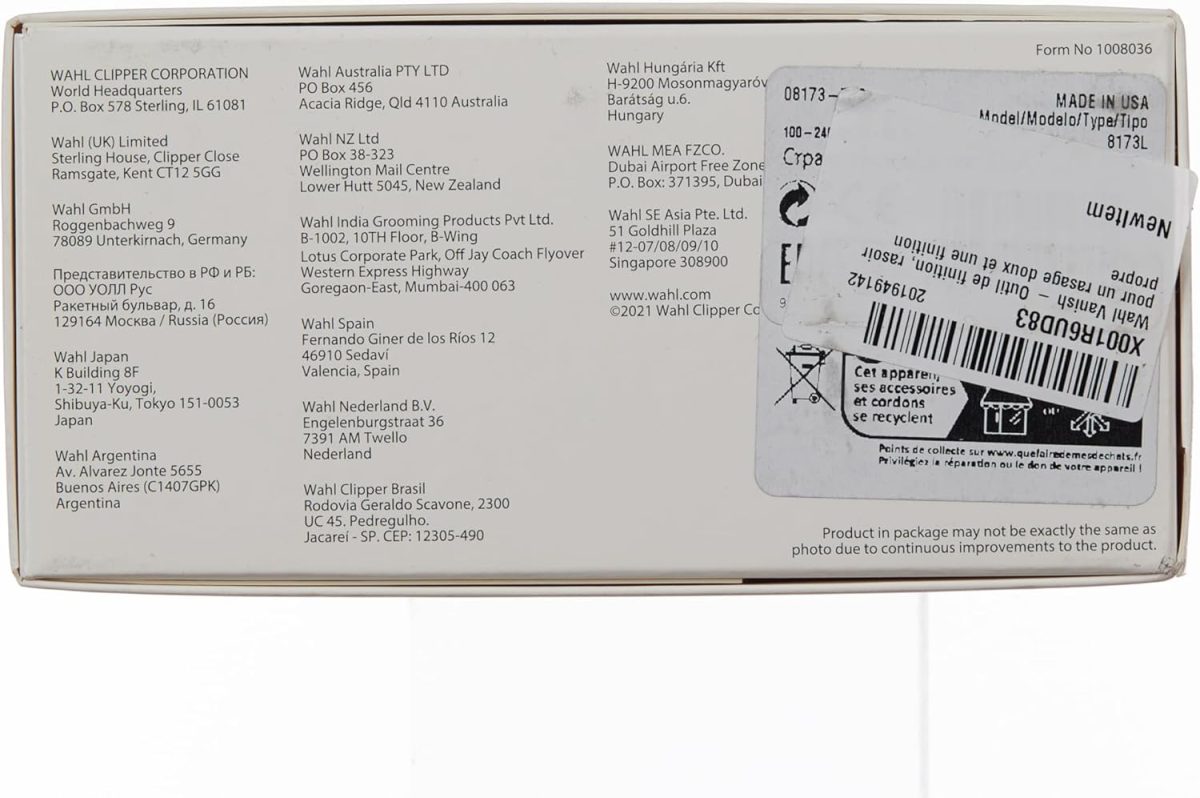 Form No 1008036
WAHL CLIPPER CORPORATION
World Headquarters
P.O. Box 578 Sterling, IL 61081
Wahl (UK) Limited
Sterling House, Clipper Close
Ramsgate, Kent CT12 5GG
Wahl GmbH
Roggenbachweg 9
78089 Unterkirnach, Germany
Представительство в РФ и РБ:
ООО УОЛЛ Рус
Ракетный бульвар, д. 16
129164 Москва / Russia (Россия)
Wahl Japan
K Building 8F
1-32-11 Yoyogi,
Shibuya-Ku, Tokyo 151-0053
Japan
Wahl Argentina
Av. Alvarez Jonte 5655
Buenos Aires (C1407GPK)
Argentina
Wahl Australia PTY LTD
PO Box 456
Acacia Ridge, Qld 4110 Australia
Wahl NZ Ltd
PO Box 38-323
Wellington Mail Centre
Lower Hutt 5045, New Zealand
Wahl India Grooming Products Pvt Ltd.
B-1002, 10TH Floor, B-Wing
Lotus Corporate Park, Off Jay Coach Flyover
Western Express Highway
Goregaon-East, Mumbai-400 063
Wahl Spain
Fernando Giner de los Ríos 12
46910 Sedaví
Valencia, Spain
Wahl Nederland B.V.
Engelenburgstraat 36
7391 AM Twello
Nederland
Wahl Clipper Brasil
Rodovia Geraldo Scavone, 2300
UC 45. Pedregulho.
Jacareí - SP. CEP: 12305-490
Wahl Hungária Kft
H-9200 Mosonmagyaróv
Barátság u.6.
Hungary
WAHL MEA FZCO.
Dubai Airport Free Zone
P.O. Box: 371395, Dubai
Wahl SE Asia Pte. Ltd.
51 Goldhill Plaza
#12-07/08/09/10
Singapore 308900
www.wahl.com
©2021 Wahl Clipper Co
08173-
MADE IN USA
Model/Modelo/Type/Tipo
8173L
100-24
Стра
X001R6UD83
Wahl Vanish – Outil de finition, rasoir
pour un rasage doux et une finition
propre
NewItem
201949142
Cet appareil,
ses accessoires
et cordons
se recyclent
Points de collecte sur www.quefairedemesdechets.fr
Privilégiez la réparation ou le don de votre appareil !
Product in package may not be exactly the same as
photo due to continuous improvements to the product.